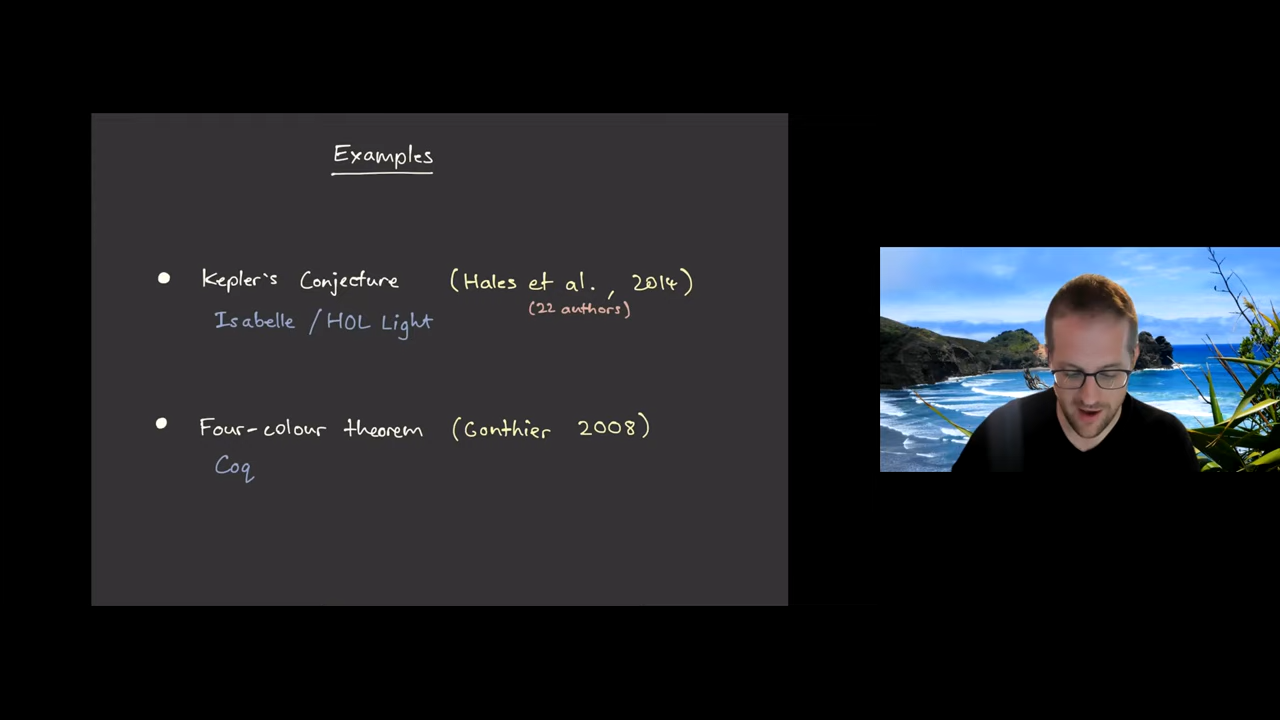 Examples
• Kepler's Conjecture (Hales et al., 2014)
(22 authors)
Isabelle / HOL Light
• Four-colour theorem (Gonthier 2008)
Coq